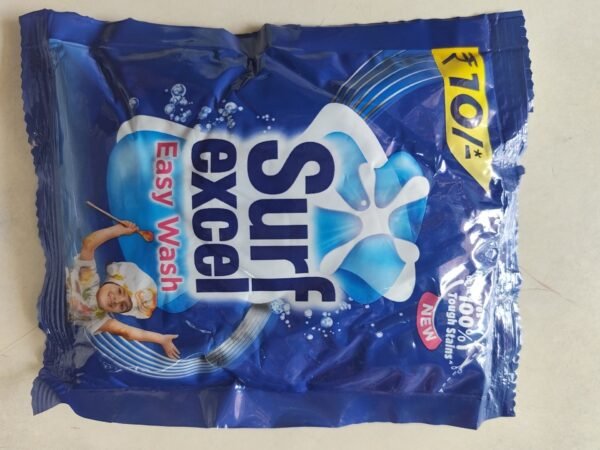 ₹10/-*
NEW
100%
Tough Stains*
Surf
excel
Easy Wash